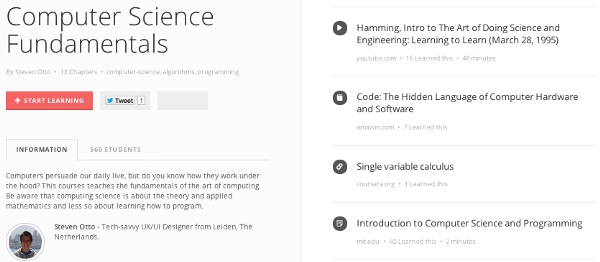 Computer Science
Fundamentals
By Steven Otto • 13 Chapters • computer-science, algorithms, programming
+ START LEARNING
Tweet 1
INFORMATION
560 STUDENTS
Computers persuade our daily live, but do you know how they work under
the hood? This courses teaches the fundamentals of the art of computing.
Be aware that computing science is about the theory and applied
mathematics and less so about learning how to program.
Steven Otto - Tech-savvy UX/UI Designer from Leiden, The
Netherlands.
Hamming, Intro to The Art of Doing Science and
Engineering: Learning to Learn (March 28, 1995)
youtube.com • 16 Learned this • 48 minutes
Code: The Hidden Language of Computer Hardware
and Software
amazon.com • 7 Learned this
Single variable calculus
coursera.org • 1 Learned this
Introduction to Computer Science and Programming
mit.edu • 42 Learned this • 2 minutes